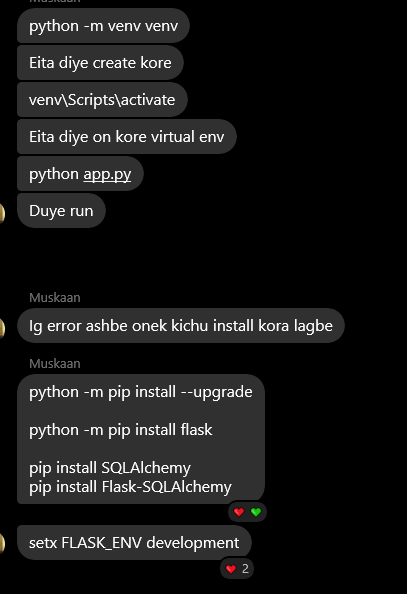 Muskaan
python -m venv venv
Eita diye create kore
venv\Scripts\activate
Eita diye on kore virtual env
python app.py
Duye run
Muskaan
Ig error ashbe onek kichu install kora lagbe
Muskaan
python -m pip install --upgrade
python -m pip install flask
pip install SQLAlchemy
pip install Flask-SQLAlchemy
setx FLASK_ENV development
2